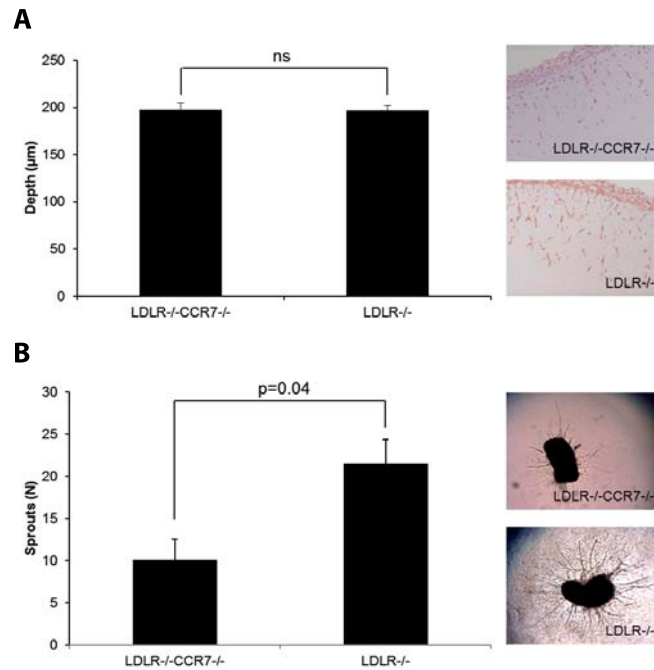 A
ns
250
200
150
100
50
0
Depth (µm)
LDLR-/-CCR7-/-
LDLR-/-
LDLR-/-CCR7-/-
LDLR-/-
B
p=0.04
30
25
20
15
10
5
0
Sprouts (N)
LDLR-/-CCR7-/-
LDLR-/-
LDLR-/-CCR7-/-
LDLR-/-